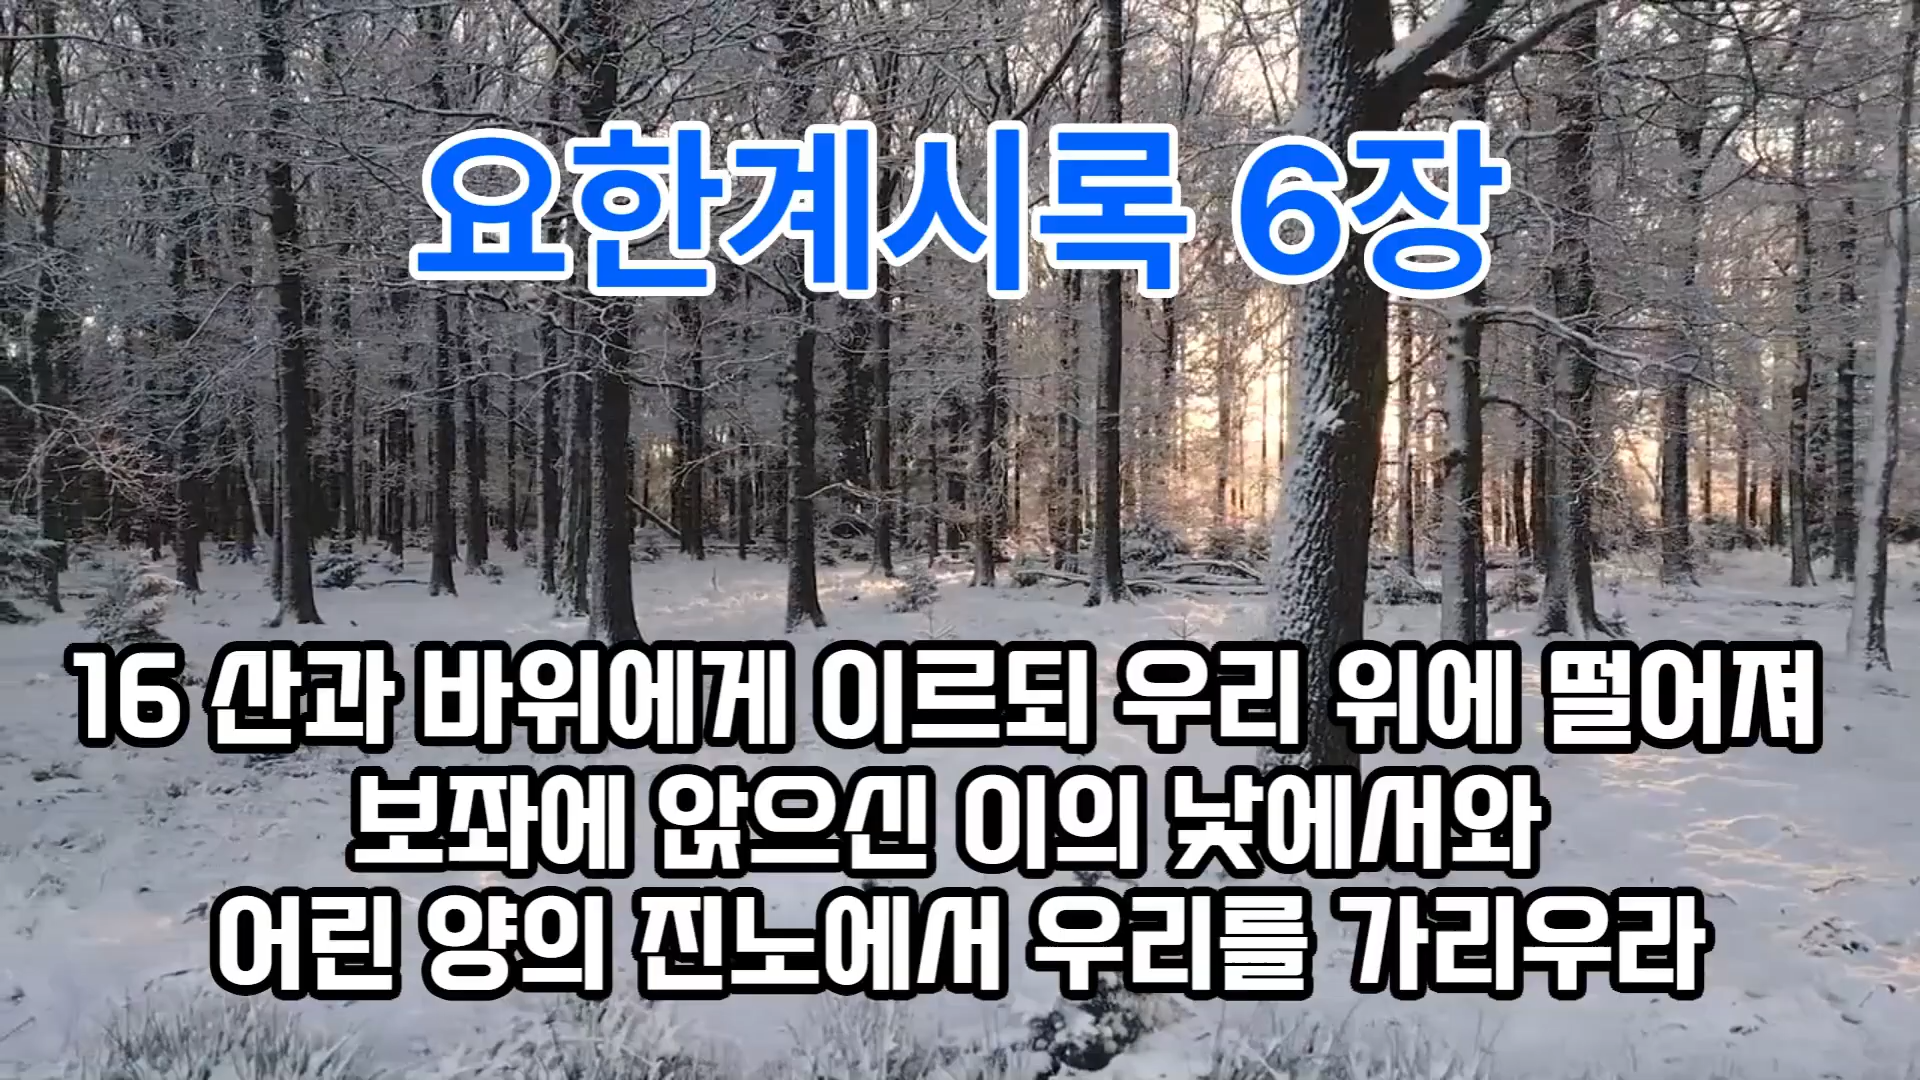 요한계시록 6장
16 산과 바위에게 이르되 우리 위에 떨어져
보좌에 앉으신 이의 낯에서와
어린 양의 진노에서 우리를 가리우라